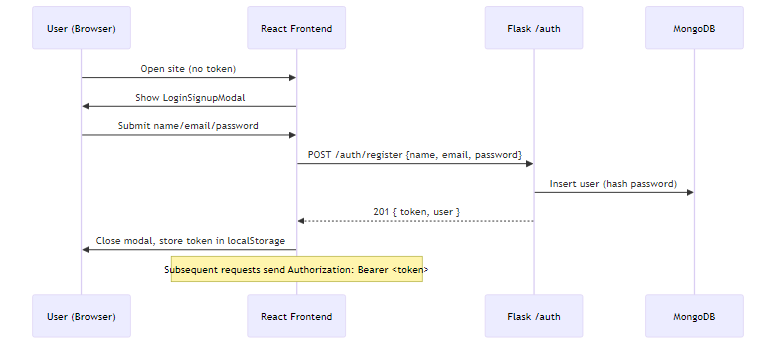 User (Browser) React Frontend Flask /auth MongoDB
Open site (no token)
Show LoginSignupModal
Submit name/email/password
POST /auth/register {name, email, password}
Insert user (hash password)
201 { token, user }
Close modal, store token in localStorage
Subsequent requests send Authorization: Bearer <token>
User (Browser) React Frontend Flask /auth MongoDB